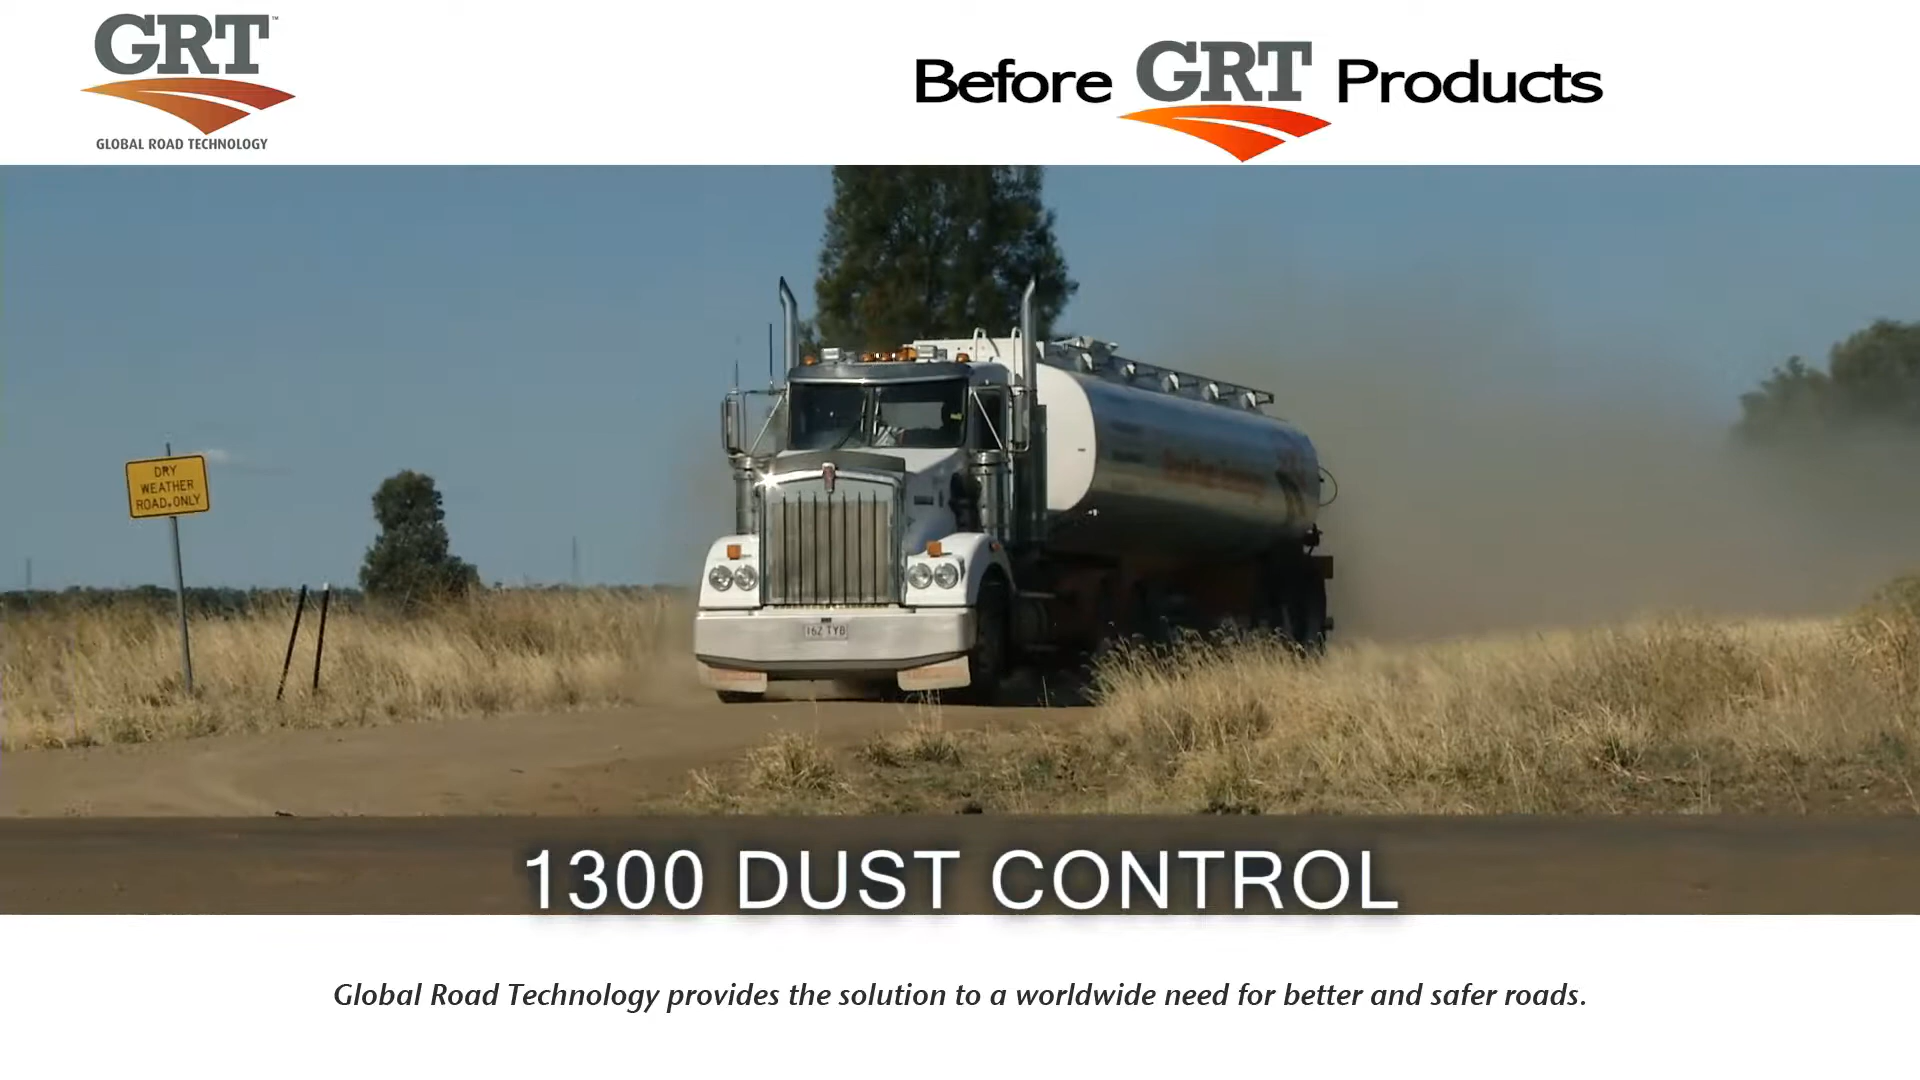 GRT™
GLOBAL ROAD TECHNOLOGY
Before GRT Products
DRY
WEATHER
ROAD ONLY
1300 DUST CONTROL
Global Road Technology provides the solution to a worldwide need for better and safer roads.